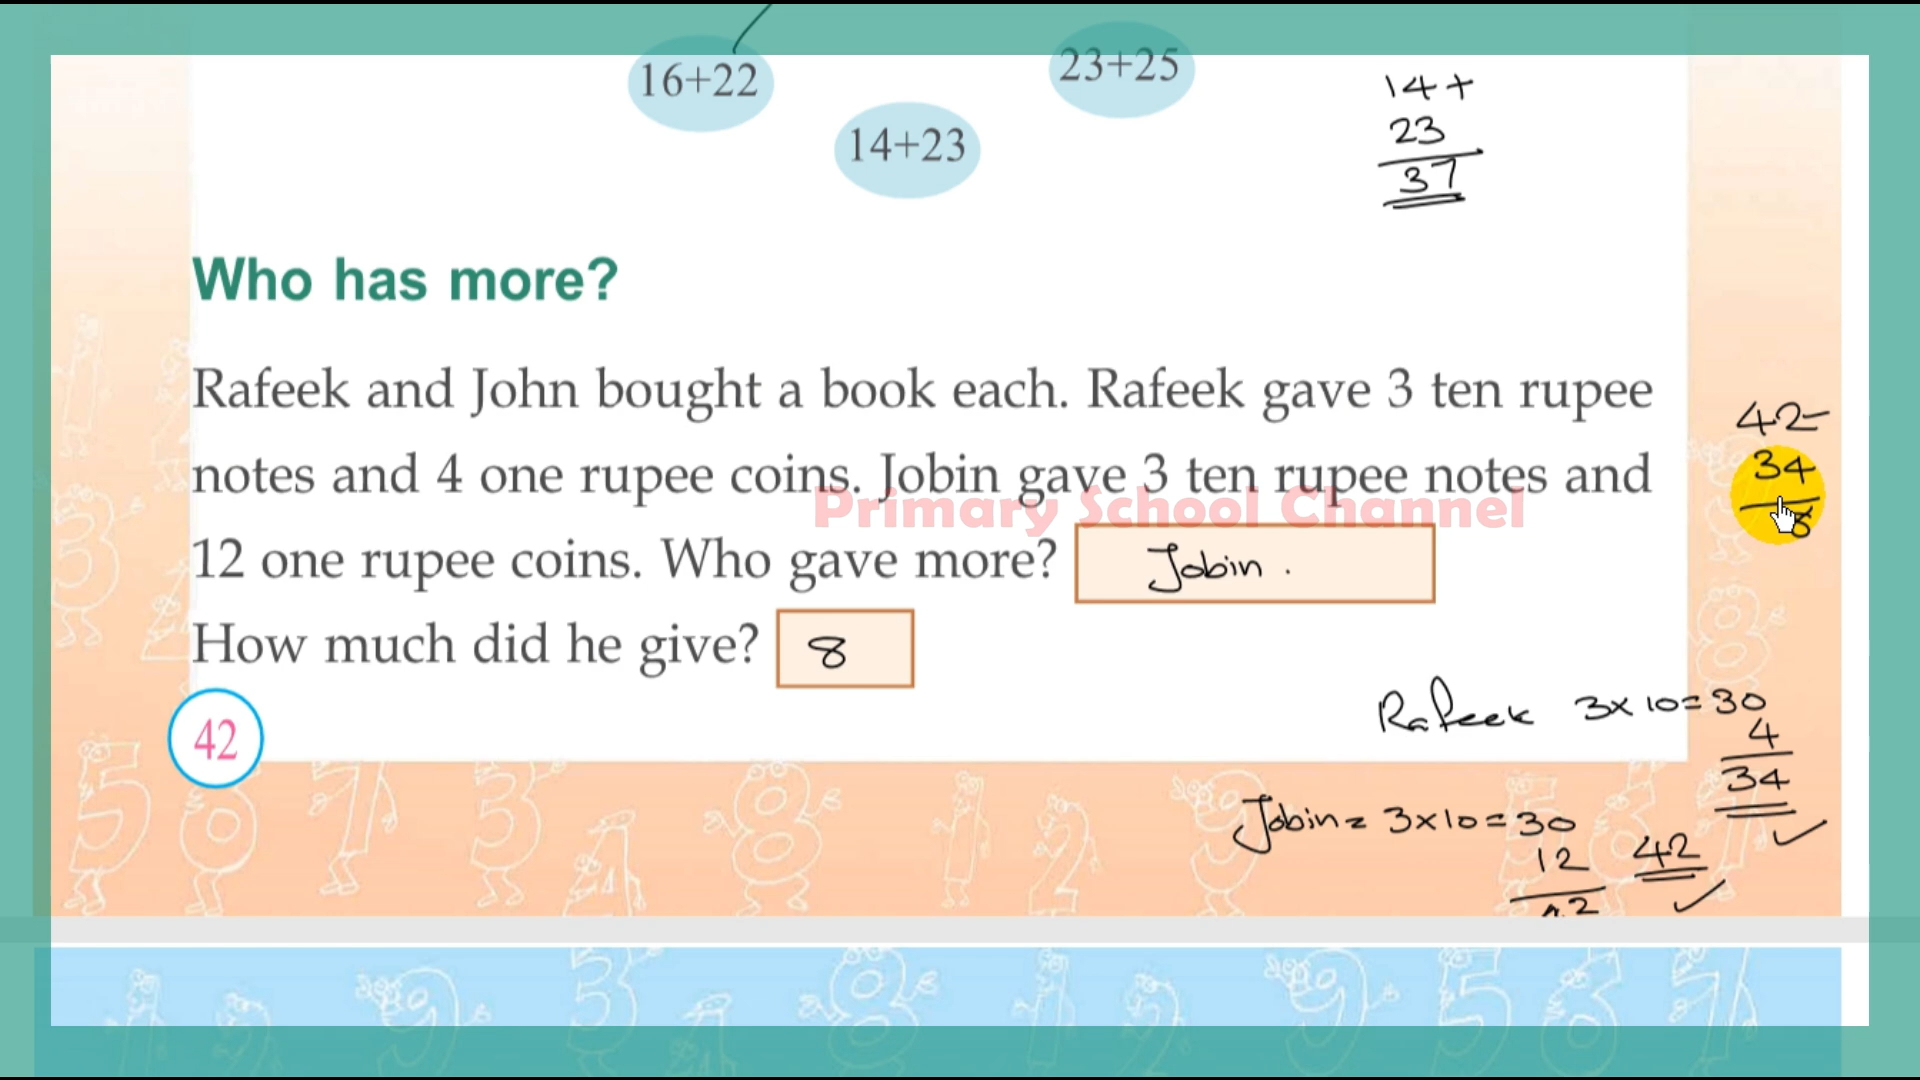 16+22
23+25
14+23
14+
23
37
Who has more?
Rafeek and John bought a book each. Rafeek gave 3 ten rupee
notes and 4 one rupee coins. Jobin gave 3 ten rupee notes and
12 one rupee coins. Who gave more? Jobin.
How much did he give? 8
Primary School Channel
42-
34
8
42
Rafeek 3x10=30
4
34
Jobin= 3x10=30
12 42
42